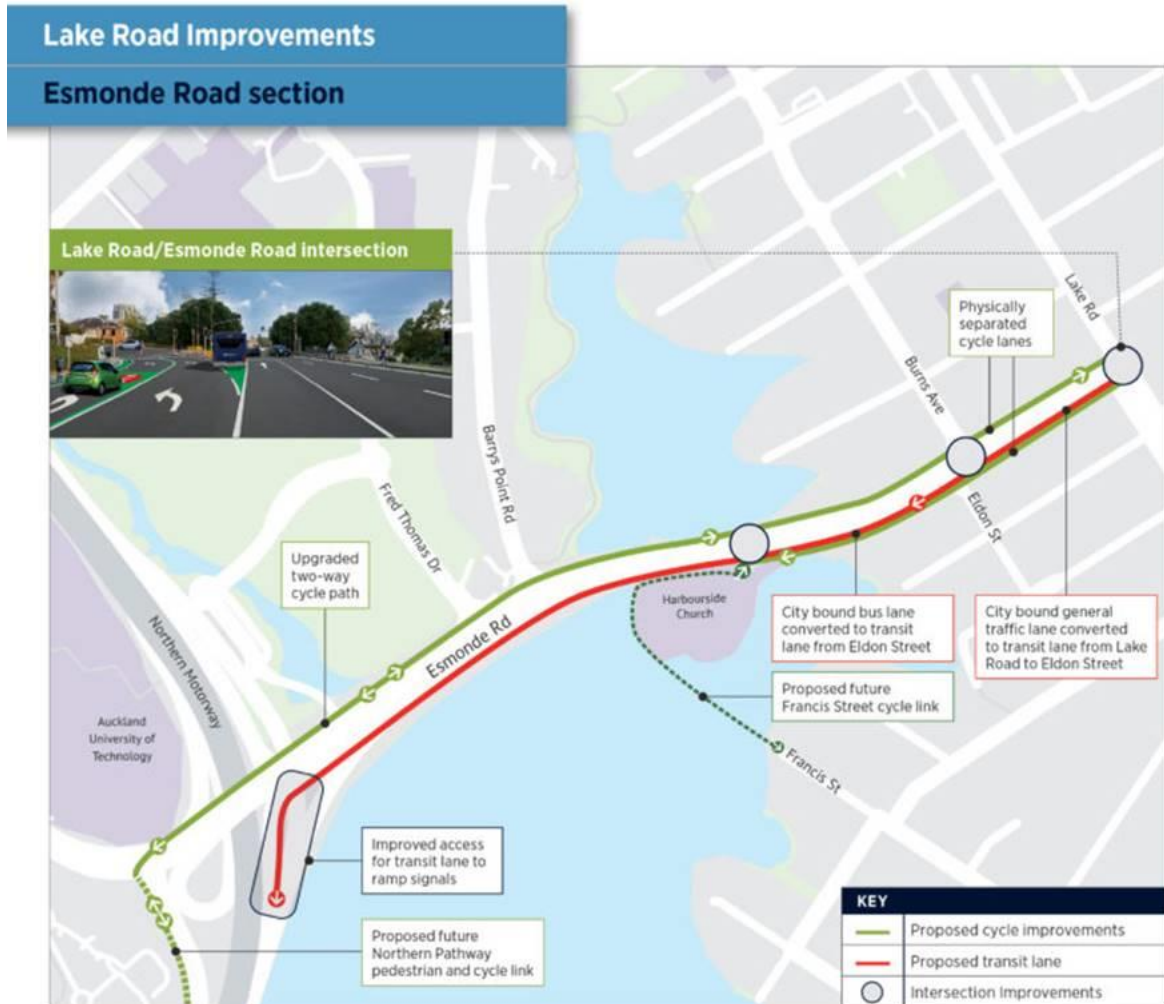 Lake Road Improvements
Esmonde Road section
Lake Road/Esmonde Road intersection
Lake Rd
Physically
separated
cycle lanes
Burns Ave
Barrys Point Rd
Fred Thomas Dr
Eldon St
Upgraded
two-way
cycle path
Esmonde Rd
Harbourside
Church
City bound bus lane
converted to transit
lane from Eldon Street
City bound general
traffic lane converted
to transit lane from Lake
Road to Eldon Street
Northern Motorway
Proposed future
Francis Street cycle link
Auckland
University of
Technology
Francis St
Improved access
for transit lane to
ramp signals
Proposed future
Northern Pathway
pedestrian and cycle link
KEY
Proposed cycle improvements
Proposed transit lane
Intersection Improvements